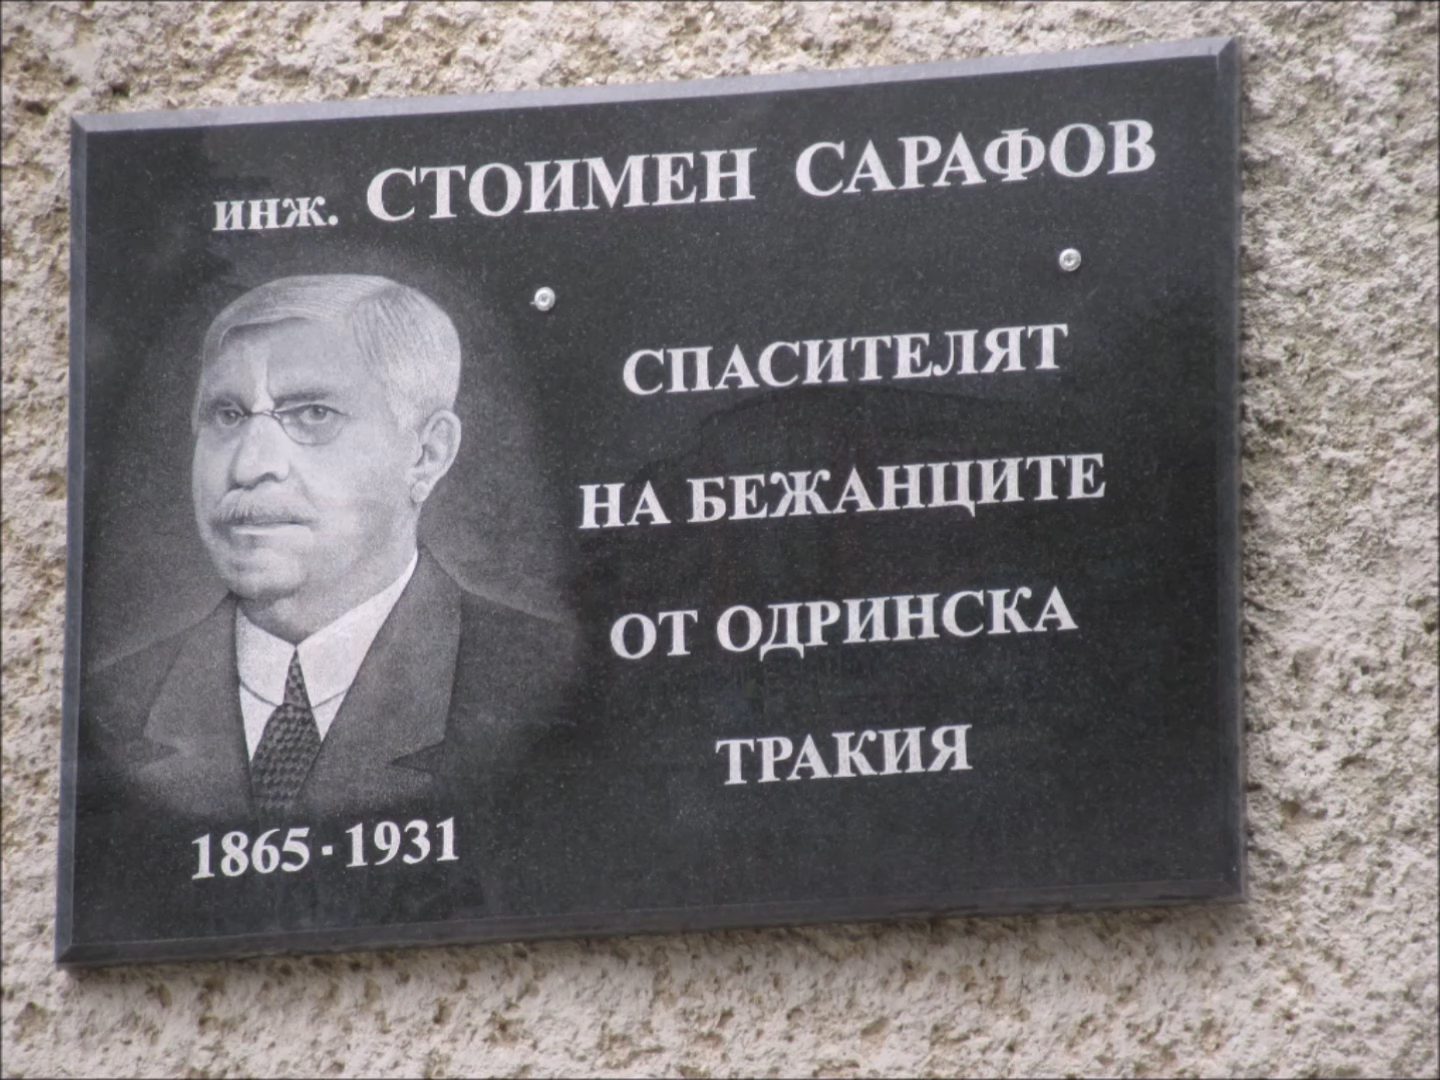 инж. СТОИМЕН САРАФОВ
СПАСИТЕЛЯТ
НА БЕЖАНЦИТЕ
ОТ ОДРИНСКА
ТРАКИЯ
1865 · 1931